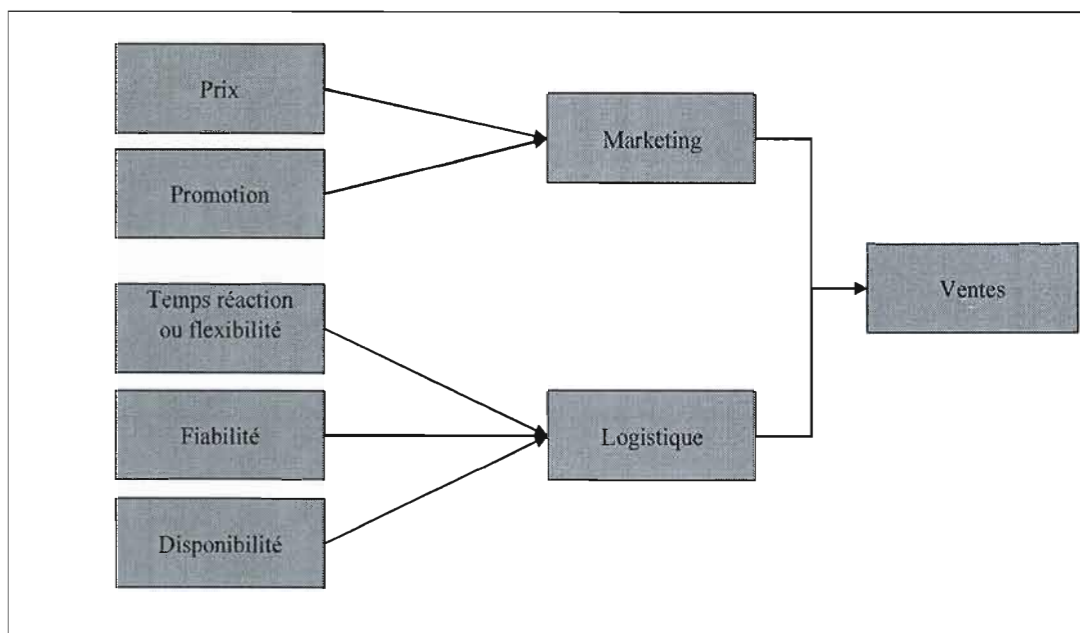 Prix
Promotion
Temps réaction
ou flexibilité
Fiabilité
Disponibilité
Marketing
Logistique
Ventes